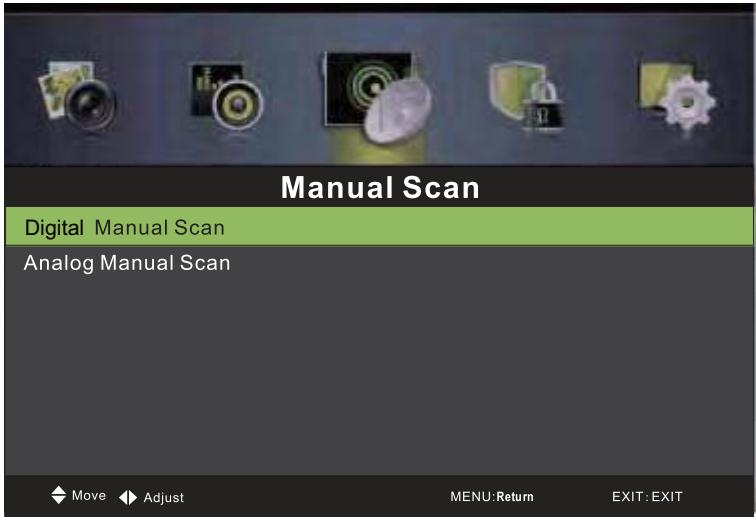 Manual Scan
Digital Manual Scan
Analog Manual Scan
Move Adjust MENU:Return EXIT:EXIT